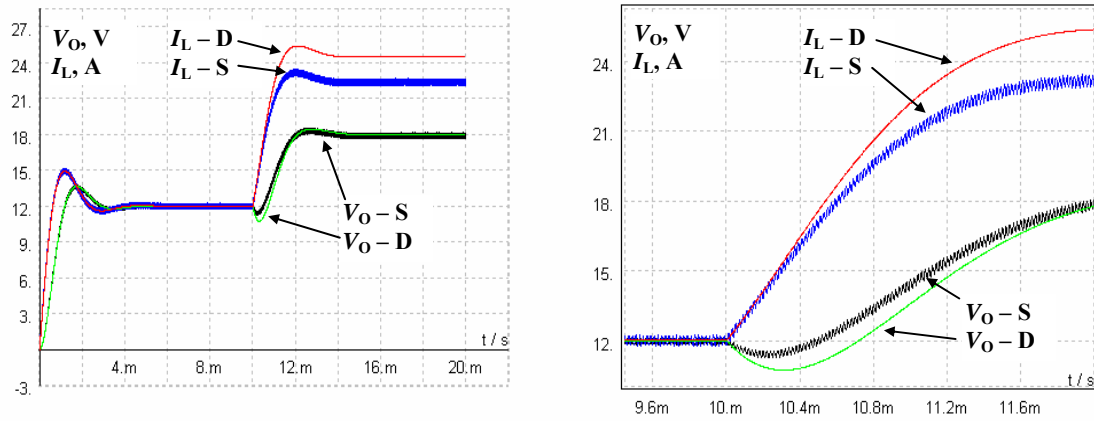 27.
24.
21.
18.
15.
12.
9.
6.
3.
-3.
V_O, V
I_L, A
I_L – D
I_L – S
V_O – S
V_O – D
t / s
4.m 8.m 12.m 16.m 20.m
24.
21.
18.
15.
12.
V_O, V
I_L, A
I_L – D
I_L – S
V_O – S
V_O – D
t / s
9.6m 10.m 10.4m 10.8m 11.2m 11.6m